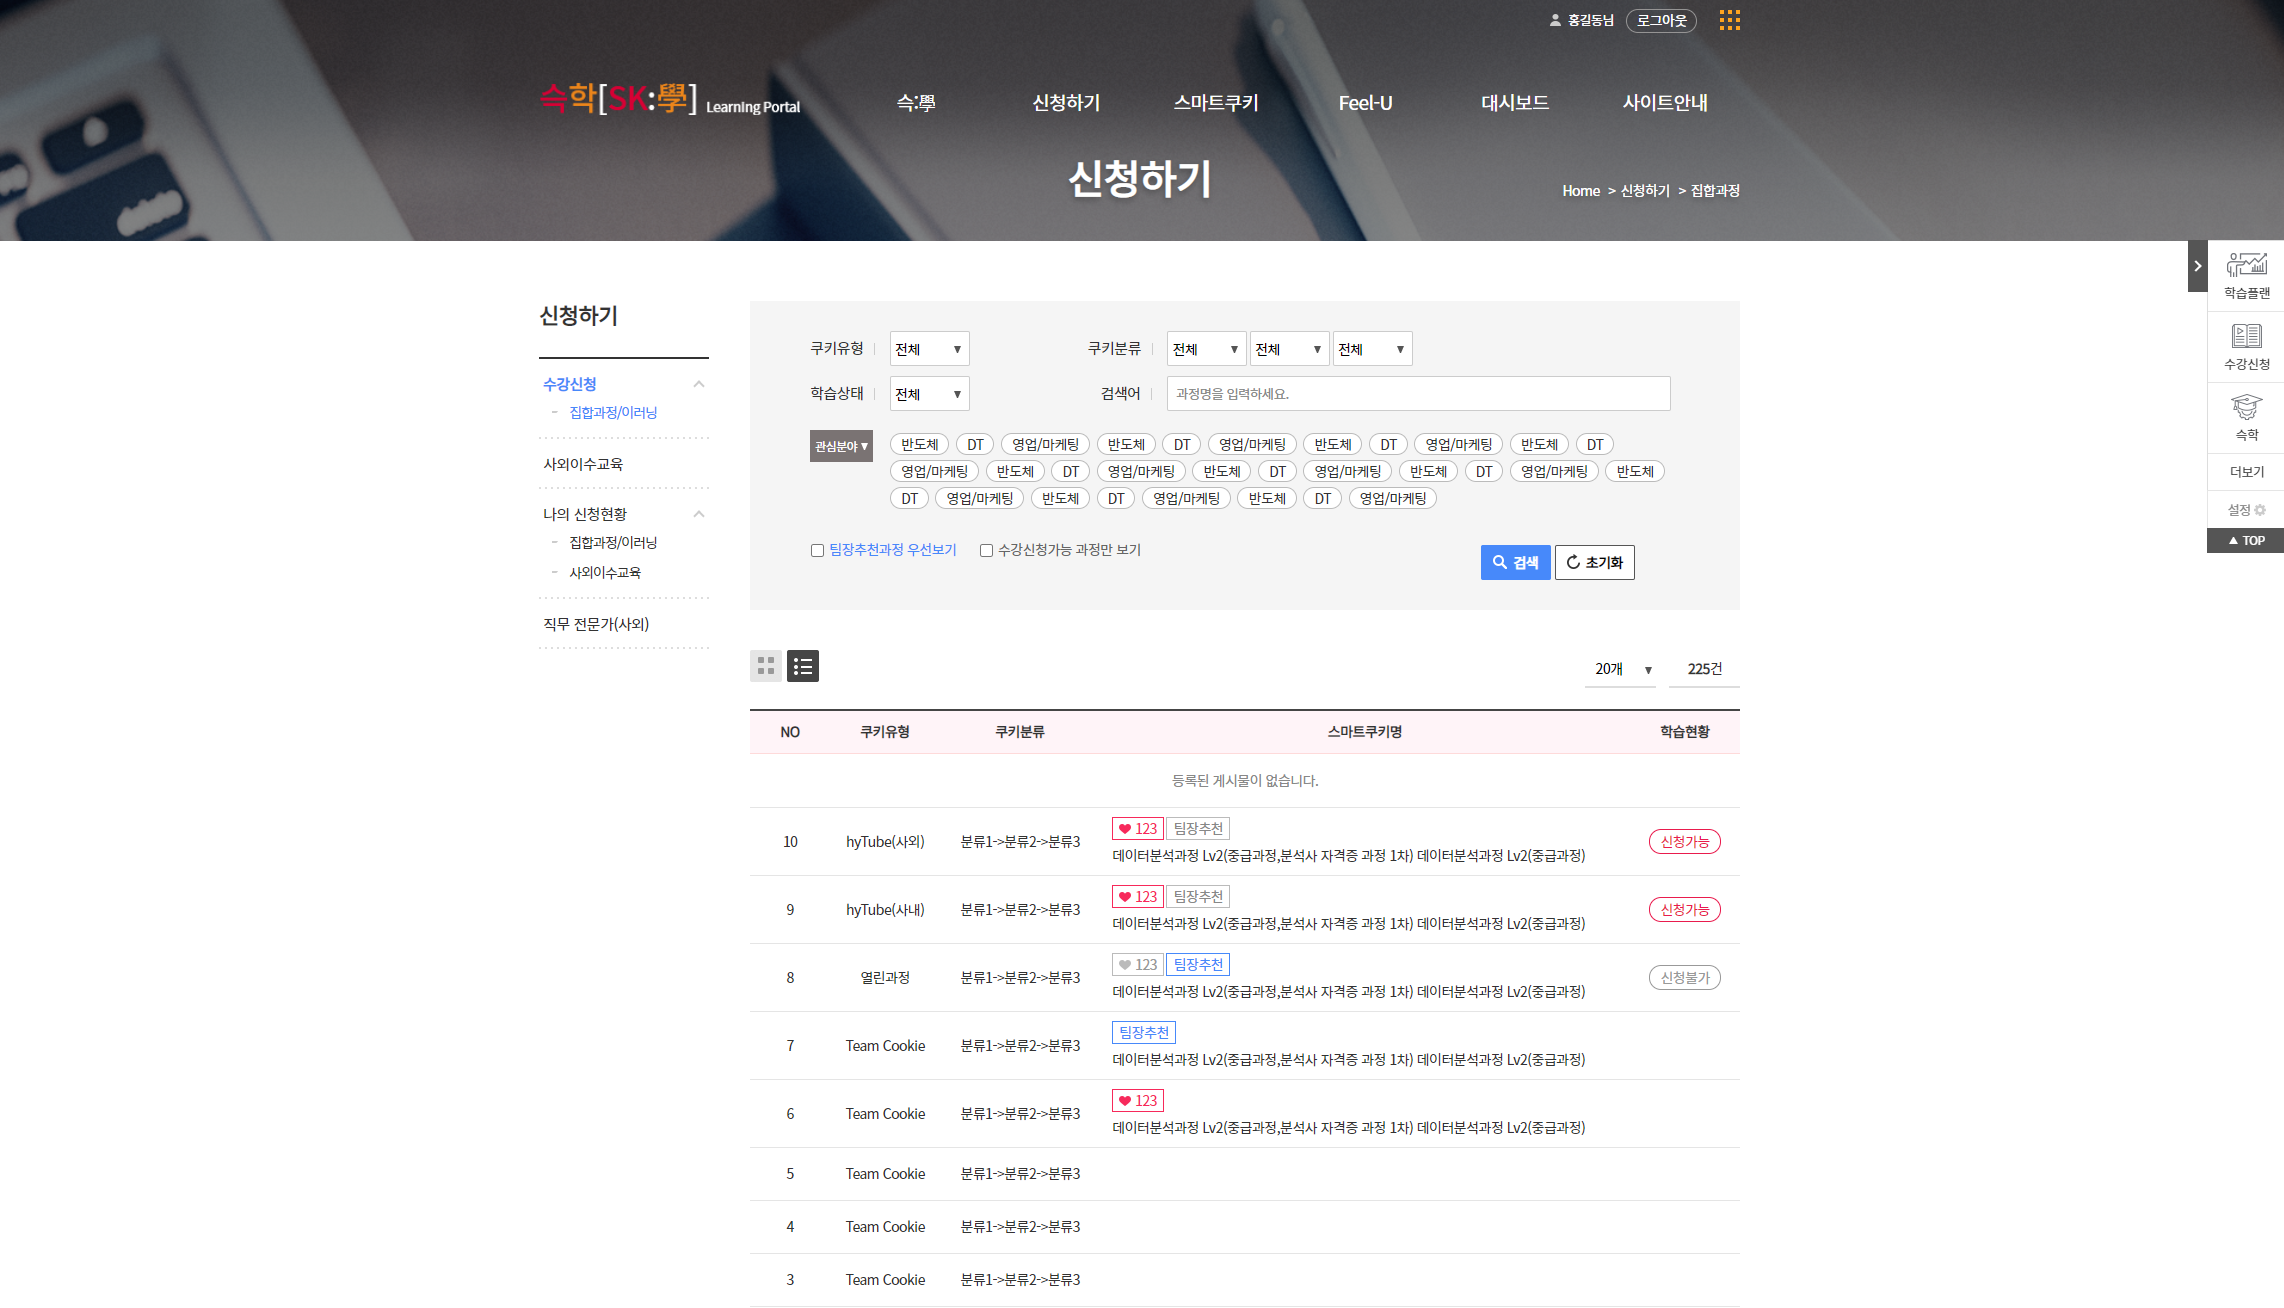 홍길동님 로그아웃
슥학[SK:學] Learning Portal
슥:學 신청하기 스마트쿠키 Feel-U 대시보드 사이트안내
신청하기
Home > 신청하기 > 집합과정
신청하기
수강신청
- 집합과정/이러닝
사외이수교육
나의 신청현황
- 집합과정/이러닝
- 사외이수교육
직무 전문가(사외)
쿠키유형 전체 ▼ 쿠키분류 전체 ▼ 전체 ▼ 전체 ▼
학습상태 전체 ▼ 검색어 과정명을 입력하세요.
관심분야 ▼ 반도체 DT 영업/마케팅 반도체 DT 영업/마케팅 반도체 DT 영업/마케팅 반도체 DT
영업/마케팅 반도체 DT 영업/마케팅 반도체 DT 영업/마케팅 반도체 DT 영업/마케팅 반도체
DT 영업/마케팅 반도체 DT 영업/마케팅 반도체 DT 영업/마케팅
팀장추천과정 우선보기 수강신청가능 과정만 보기
검색 초기화
20개 ▼ 225건
NO 쿠키유형 쿠키분류 스마트쿠키명 학습현황
등록된 게시물이 없습니다.
10 hyTube(사외) 분류1->분류2->분류3 ♥ 123 팀장추천 신청가능
데이터분석과정 Lv2(중급과정,분석사 자격증 과정 1차) 데이터분석과정 Lv2(중급과정)
9 hyTube(사내) 분류1->분류2->분류3 ♥ 123 팀장추천 신청가능
데이터분석과정 Lv2(중급과정,분석사 자격증 과정 1차) 데이터분석과정 Lv2(중급과정)
8 열린과정 분류1->분류2->분류3 ♥ 123 팀장추천 신청불가
데이터분석과정 Lv2(중급과정,분석사 자격증 과정 1차) 데이터분석과정 Lv2(중급과정)
7 Team Cookie 분류1->분류2->분류3 팀장추천
데이터분석과정 Lv2(중급과정,분석사 자격증 과정 1차) 데이터분석과정 Lv2(중급과정)
6 Team Cookie 분류1->분류2->분류3 ♥ 123
데이터분석과정 Lv2(중급과정,분석사 자격증 과정 1차) 데이터분석과정 Lv2(중급과정)
5 Team Cookie 분류1->분류2->분류3
4 Team Cookie 분류1->분류2->분류3
3 Team Cookie 분류1->분류2->분류3
학습플랜
수강신청
슥학
더보기
설정
▲ TOP